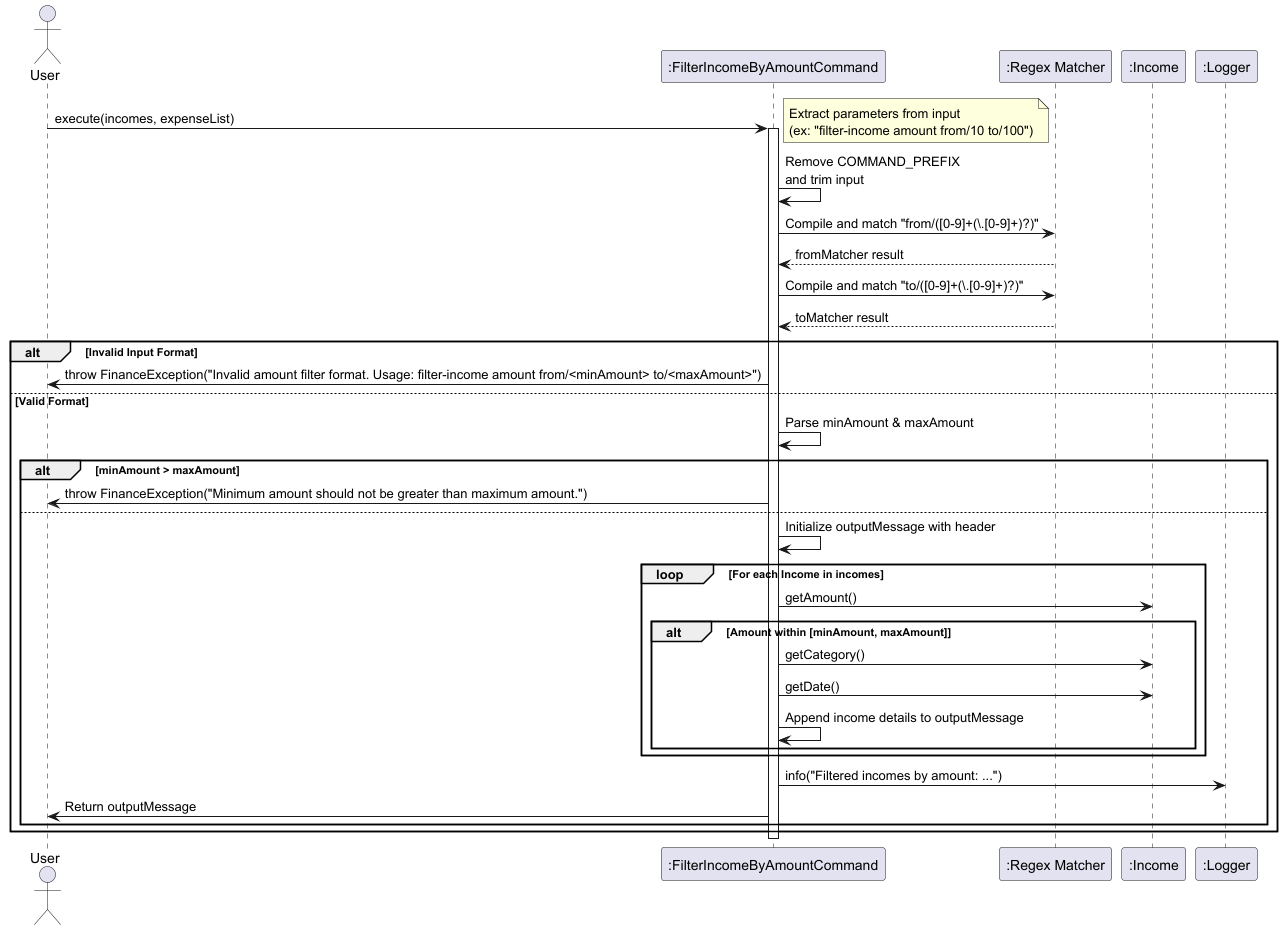 User
:FilterIncomeByAmountCommand
:Regex Matcher
:Income
:Logger
execute(incomes, expenseList)
Extract parameters from input
(ex: "filter-income amount from/10 to/100")
Remove COMMAND_PREFIX
and trim input
Compile and match "from/([0-9]+(\.[0-9]+)?)"
fromMatcher result
Compile and match "to/([0-9]+(\.[0-9]+)?)"
toMatcher result
alt
[Invalid Input Format]
throw FinanceException("Invalid amount filter format. Usage: filter-income amount from/<minAmount> to/<maxAmount>")
[Valid Format]
Parse minAmount & maxAmount
alt
[minAmount > maxAmount]
throw FinanceException("Minimum amount should not be greater than maximum amount.")
Initialize outputMessage with header
loop
[For each Income in incomes]
getAmount()
alt
[Amount within [minAmount, maxAmount]]
getCategory()
getDate()
Append income details to outputMessage
info("Filtered incomes by amount: ...")
Return outputMessage
User
:FilterIncomeByAmountCommand
:Regex Matcher
:Income
:Logger